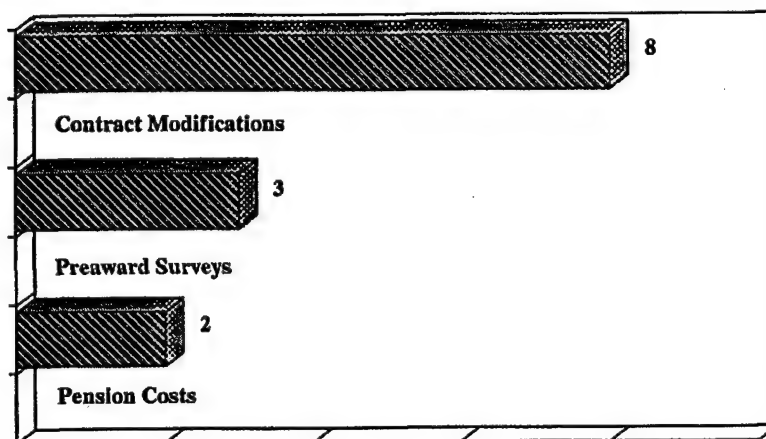 8
Contract Modifications
3
Preaward Surveys
2
Pension Costs